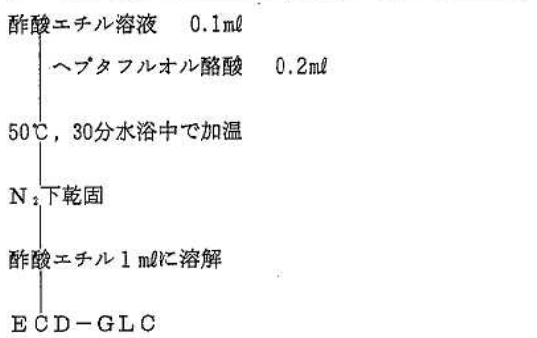 酢酸エチル溶液　0.1mℓ
ヘプタフルオル酪酸　0.2mℓ
50℃, 30分水浴中で加温
N₂下乾固
酢酸エチル1mℓに溶解
ECD-GLC